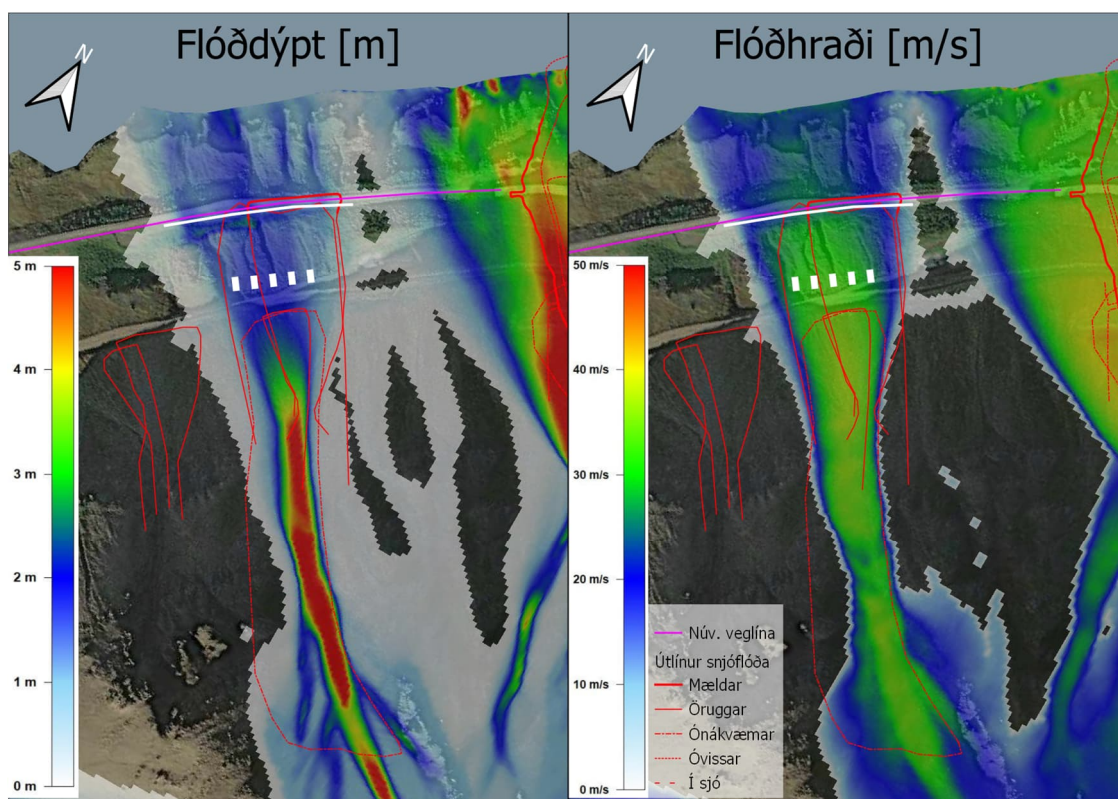 Flóðdýpt [m]
N
5 m
4 m
3 m
2 m
1 m
0 m
Flóðhraði [m/s]
N
50 m/s
40 m/s
30 m/s
20 m/s
10 m/s
0 m/s
Núv. veglína
Útlínur snjóflóða
Mældar
Öruggar
Ónákvæmar
Óvissar
Í sjó